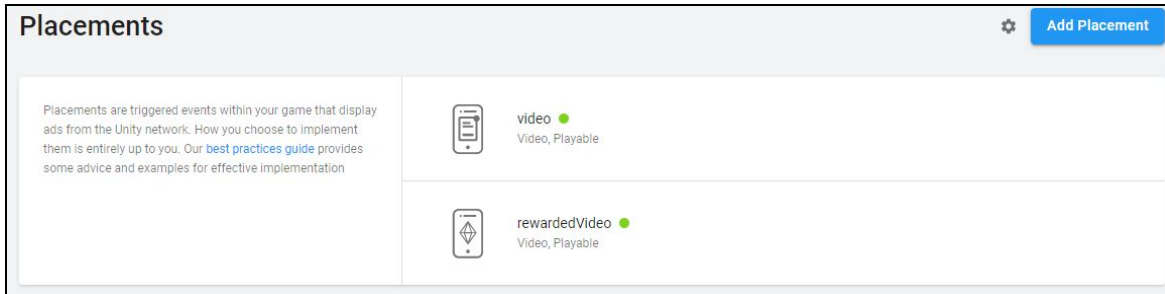 Placements
Add Placement
Placements are triggered events within your game that display
ads from the Unity network. How you choose to implement
them is entirely up to you. Our best practices guide provides
some advice and examples for effective implementation
video
Video, Playable
rewardedVideo
Video, Playable